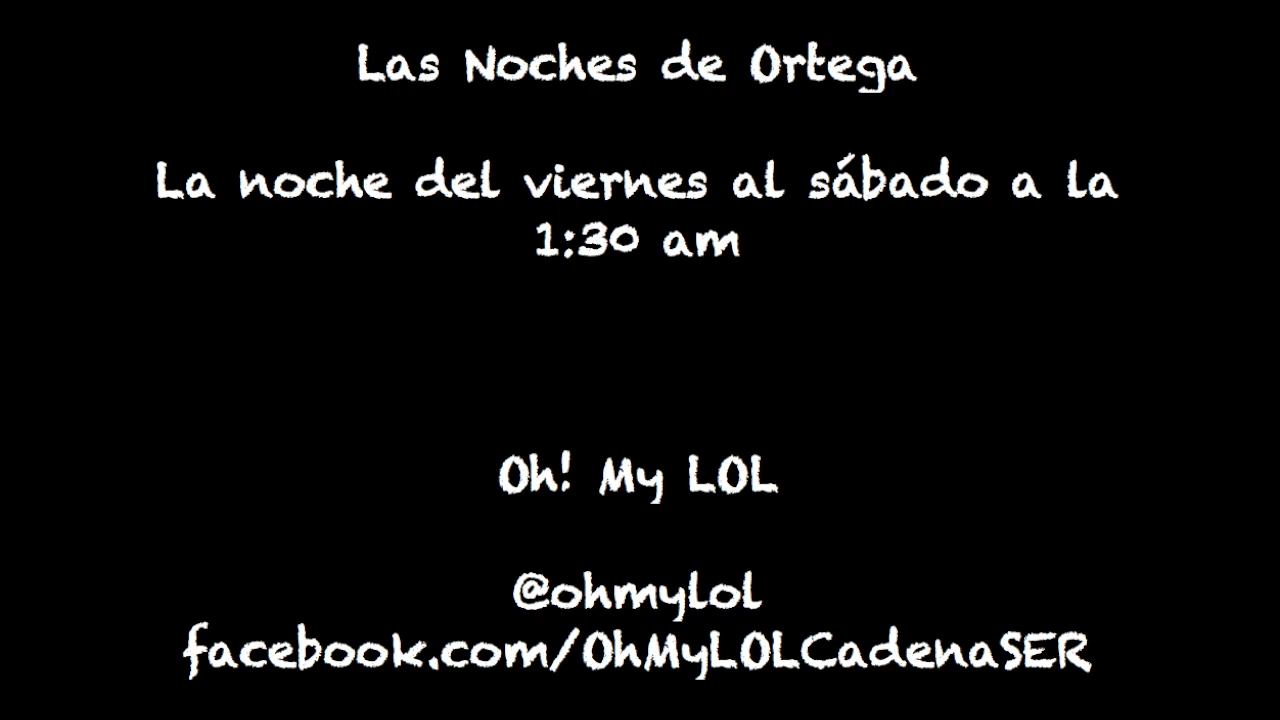 Las Noches de Ortega
La noche del viernes al sábado a la
1:30 am
Oh! My LOL
@ohmylol
facebook.com/OhMyLOLCadenaSER